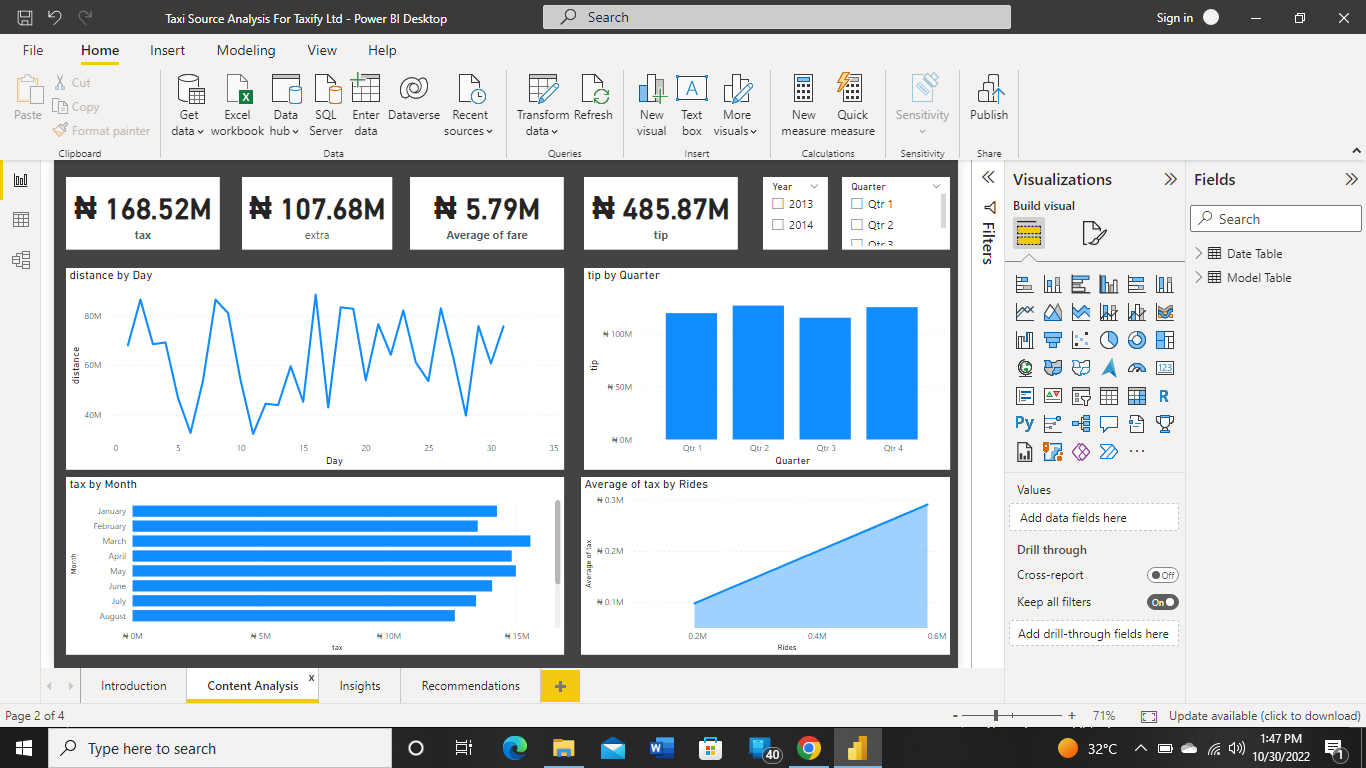 Taxi Source Analysis For Taxify Ltd - Power BI Desktop
Search
Sign in
File
Home
Insert
Modeling
View
Help
Paste
Cut
Copy
Format painter
Clipboard
Get data
Excel workbook
Data hub
SQL Server
Enter data
Dataverse
Recent sources
Data
Transform data
Refresh
Queries
New visual
Text box
More visuals
Insert
New measure
Quick measure
Calculations
Sensitivity
Sensitivity
Publish
Share
₦ 168.52M
tax
₦ 107.68M
extra
₦ 5.79M
Average of fare
₦ 485.87M
tip
Year
2013
2014
Quarter
Qtr 1
Qtr 2
Qtr 3
distance by Day
distance
80M
60M
40M
0
5
10
15
20
25
30
35
Day
tip by Quarter
tip
₦ 100M
₦ 50M
₦ 0M
Qtr 1
Qtr 2
Qtr 3
Qtr 4
Quarter
tax by Month
Month
January
February
March
April
May
June
July
August
₦ 0M
₦ 5M
₦ 10M
₦ 15M
tax
Average of tax by Rides
Average of tax
₦ 0.3M
₦ 0.2M
₦ 0.1M
0.2M
0.4M
0.6M
Rides
Filters
Visualizations
Build visual
123
R
Py
Values
Add data fields here
Drill through
Cross-report
Off
Keep all filters
On
Add drill-through fields here
Fields
Search
Date Table
Model Table
Introduction
Content Analysis
x
Insights
Recommendations
+
Page 2 of 4
-
+
71%
Update available (click to download)
Type here to search
40
32°C
1:47 PM
10/30/2022
1